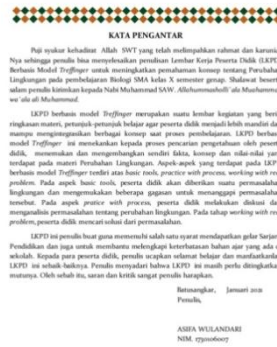 KATA PENGANTAR
Puji syukur kehadirat Allah SWT yang telah melimpahkan rahmat dan karunia
Nya sehingga penulis bisa menyelesaikan penulisan Lembar Kerja Peserta Didik (LKPD
Berbasis Model Treffinger untuk meningkatkan pemahaman konsep tentang Perubaha
Lingkungan pada pembelajaran Biologi SMA kelas X semester genap. Shalawat besert
salam penulis kirimkan kepada Nabi Muhammad SAW. Allahummasholli 'ala Muhamma
wa 'ala ali Muhammad.
LKPD berbasis model Treffinger merupakan suatu lembar kegiatan yang beri
ringkasan materi, petunjuk-petunjuk belajar agar peserta didik menjadi lebih mandiri da
mampu mengintegrasikan berbagai konsep saat proses pembelajaran. LKPD berbas
model Treffinger ini menekankan kepada proses pencarian pengetahuan oleh pesert
didik, menemukan dan mengembangkan sendiri fakta, konsep dan nilai-nilai yan
terdapat pada materi Perubahan Lingkungan. Aspek-aspek yang terdapat pada LKP
berbasis model Treffinger terdiri atas basic tools, practice with process, working with re
problem. Pada aspek basic tools, peserta didik akan diberikan suatu permasalaha
lingkungan dan mengemukakan beberapa gagasan untuk menanggapi permasalaha
tersebut. Pada aspek pratice with process, peserta didik melakukan diskusi da
menganalisis permasalahan tentang perubahan lingkungan. Pada tahap working with re
problem, peserta didik mencari solusi dari permasalahan.
LKPD ini penulis buat guna memenuhi salah satu syarat mendapatkan gelar Sarjan
Pendidikan dan juga untuk membantu melengkapi keterbatasan bahan ajar yang ada d
sekolah. Kepada para peserta didik, penulis ucapkan selamat belajar dan manfaatkanla
LKPD ini sebaik-baiknya. Penulis menyadari bahwa LKPD ini masih perlu ditingkatka
mutunya. Oleh sebab itu, saran dan kritik sangat penulis harapkan.
Batusangkar, Januari 2021
Penulis,
ASIFA WULANDARI
NIM. 1730106007